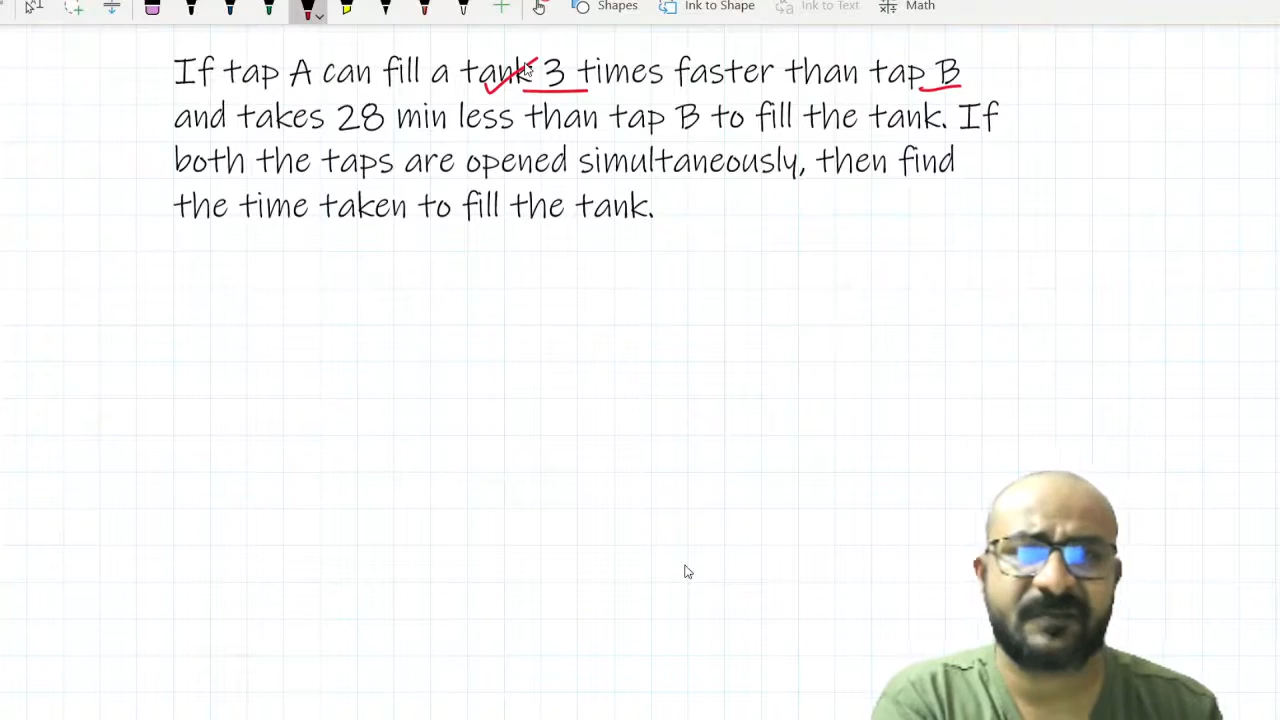 Shapes Ink to Shape Ink to Text Math
If tap A can fill a tank 3 times faster than tap B
and takes 28 min less than tap B to fill the tank. If
both the taps are opened simultaneously, then find
the time taken to fill the tank.